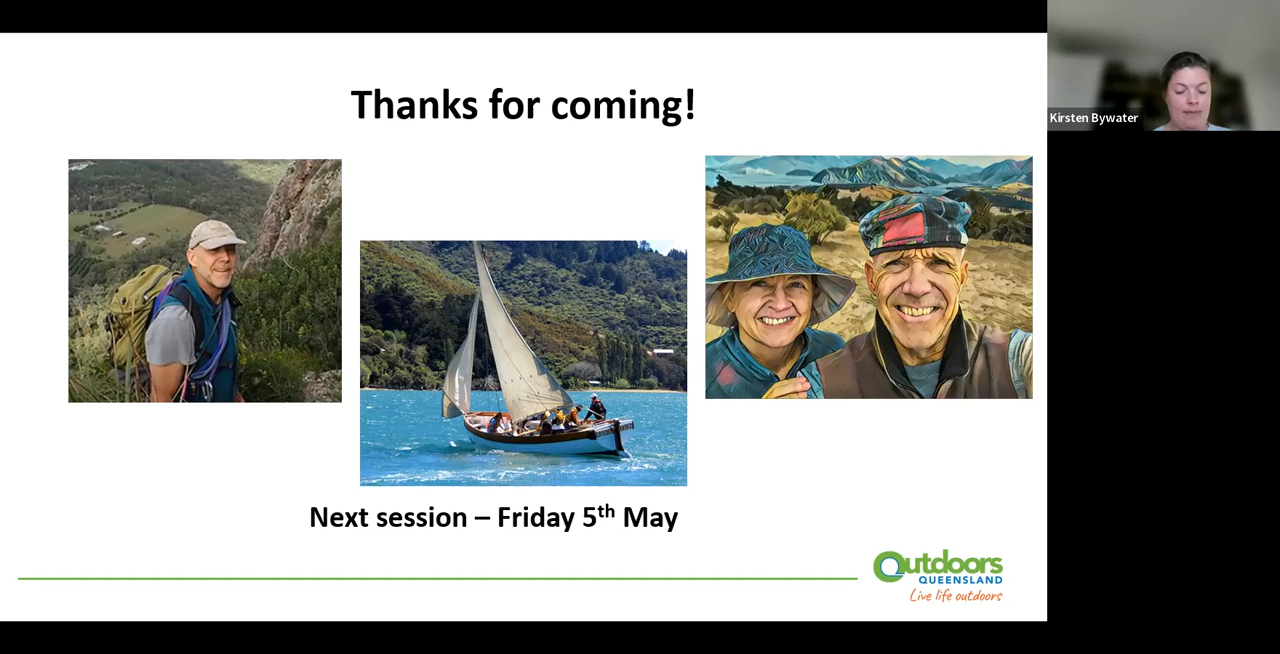 Thanks for coming!
Kirsten Bywater
Next session – Friday 5th May
Outdoors
QUEENSLAND
Live life outdoors